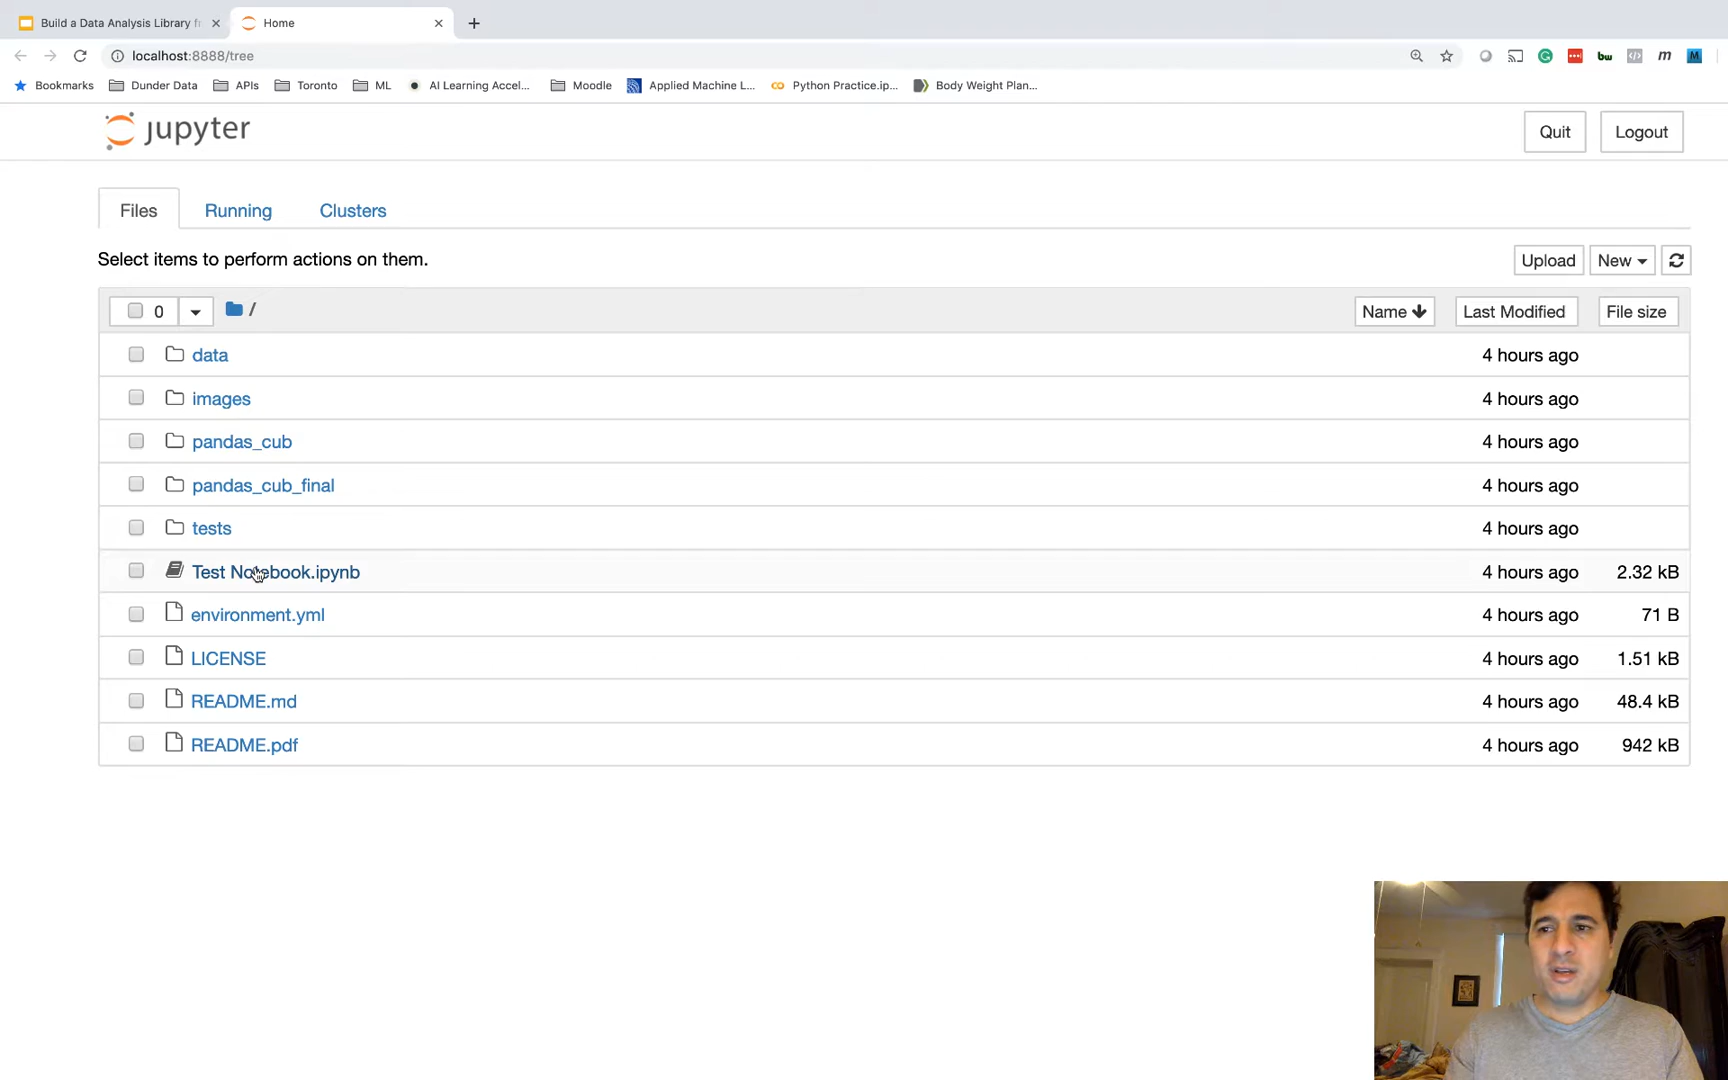 Build a Data Analysis Library fr
Home
localhost:8888/tree
Bookmarks Dunder Data APIs Toronto ML AI Learning Accel... Moodle Applied Machine L... Python Practice.ip... Body Weight Plan...
jupyter
Quit Logout
Files Running Clusters
Select items to perform actions on them.
Upload New
0 / Name Last Modified File size
data 4 hours ago
images 4 hours ago
pandas_cub 4 hours ago
pandas_cub_final 4 hours ago
tests 4 hours ago
Test Notebook.ipynb 4 hours ago 2.32 kB
environment.yml 4 hours ago 71 B
LICENSE 4 hours ago 1.51 kB
README.md 4 hours ago 48.4 kB
README.pdf 4 hours ago 942 kB